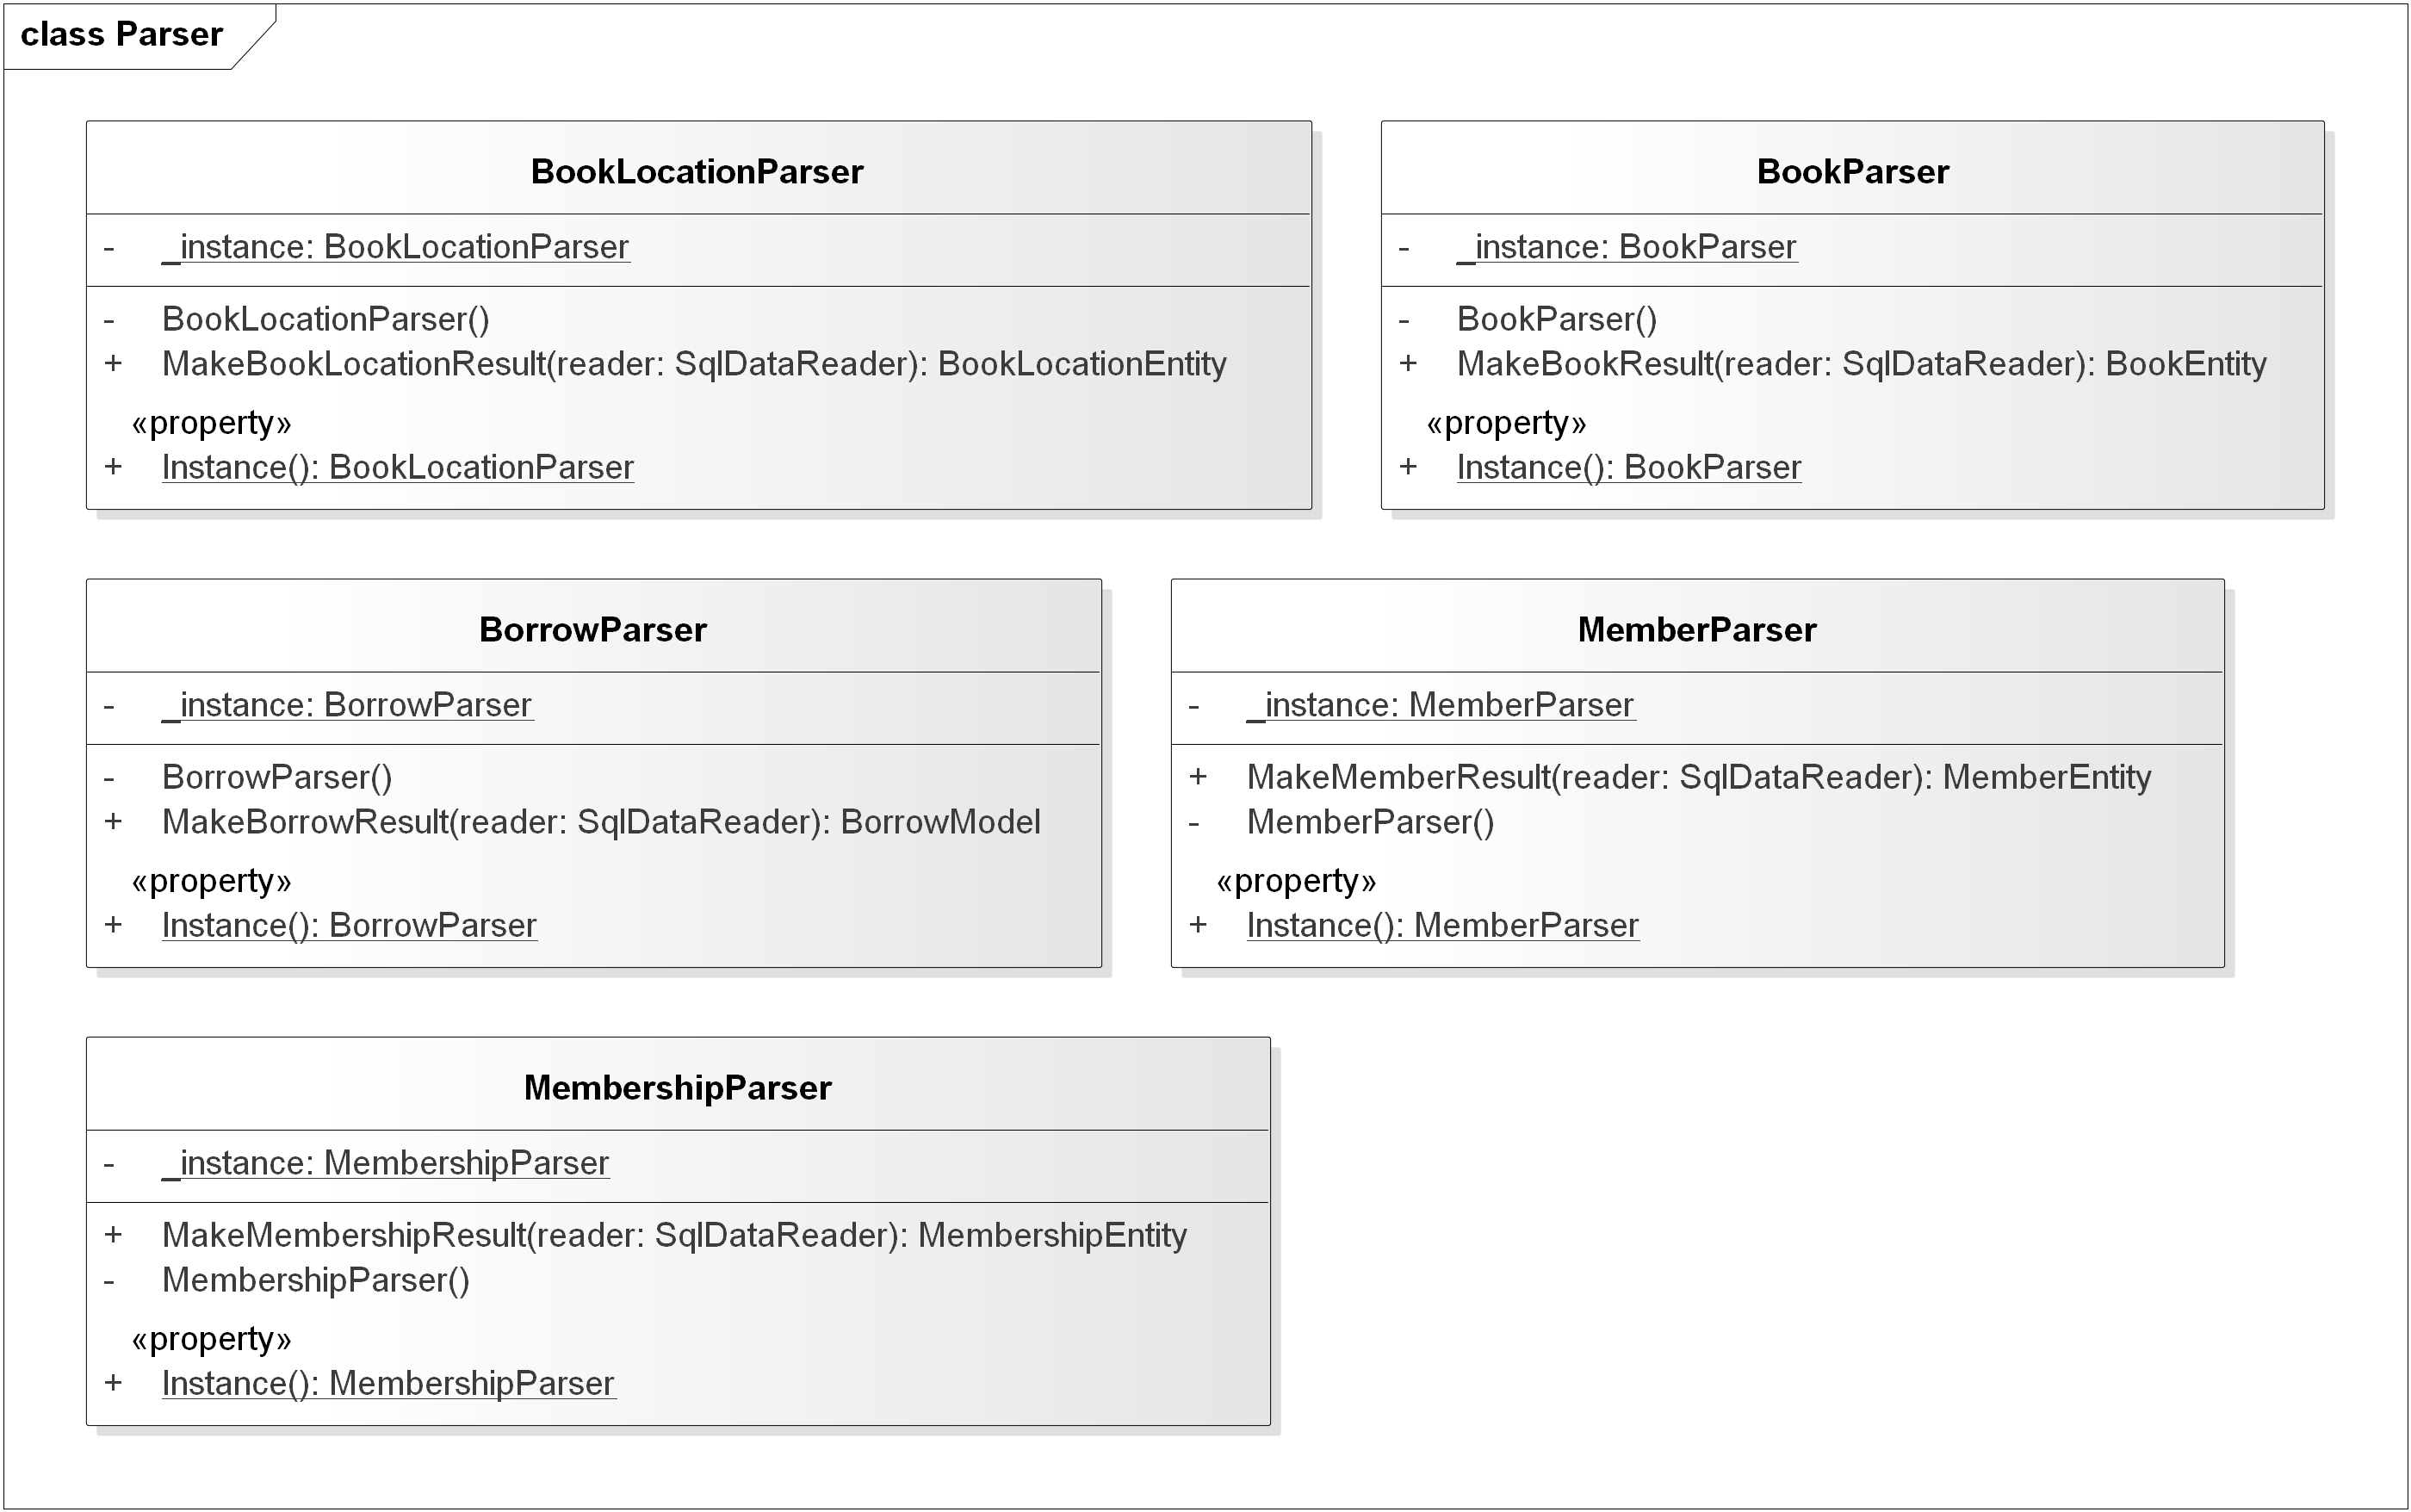 class Parser
BookLocationParser
- _instance: BookLocationParser
- BookLocationParser()
+ MakeBookLocationResult(reader: SqlDataReader): BookLocationEntity
«property»
+ Instance(): BookLocationParser
BookParser
- _instance: BookParser
- BookParser()
+ MakeBookResult(reader: SqlDataReader): BookEntity
«property»
+ Instance(): BookParser
BorrowParser
- _instance: BorrowParser
- BorrowParser()
+ MakeBorrowResult(reader: SqlDataReader): BorrowModel
«property»
+ Instance(): BorrowParser
MemberParser
- _instance: MemberParser
+ MakeMemberResult(reader: SqlDataReader): MemberEntity
- MemberParser()
«property»
+ Instance(): MemberParser
MembershipParser
- _instance: MembershipParser
+ MakeMembershipResult(reader: SqlDataReader): MembershipEntity
- MembershipParser()
«property»
+ Instance(): MembershipParser